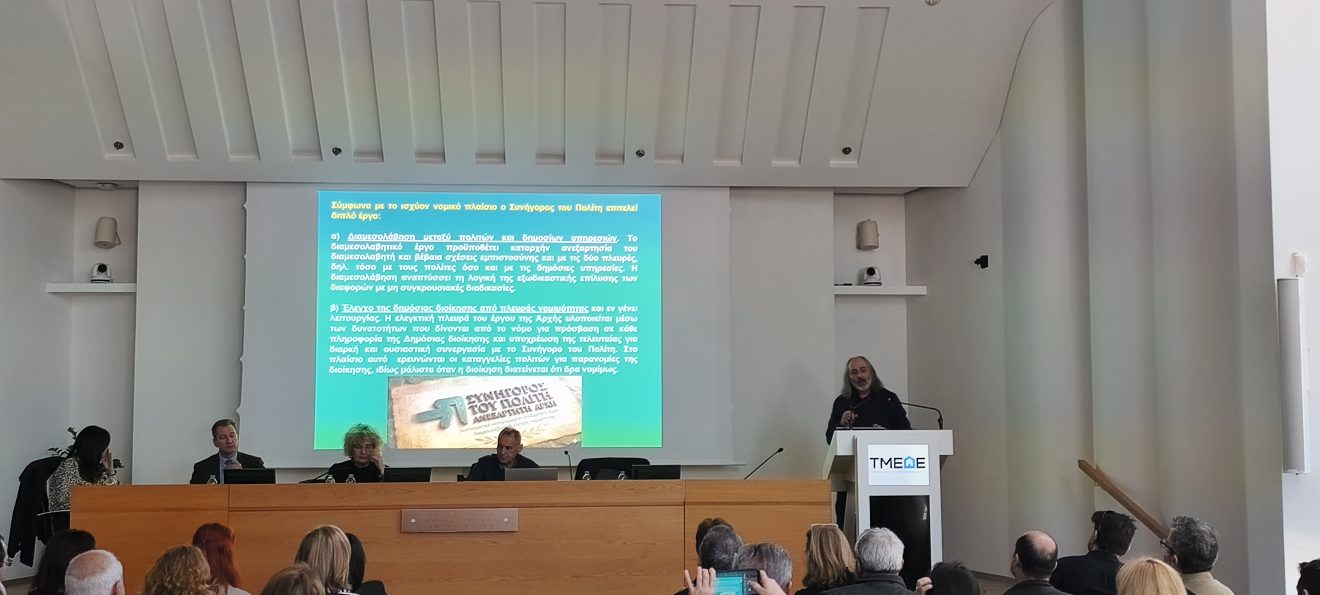 Σύμφωνα με το ισχύον νομικό πλαίσιο ο Συνήγορος του Πολίτη επιτελεί
διπλό έργο:
α) Διαμεσολάβηση μεταξύ πολιτών και δημοσίων υπηρεσιών. Το
διαμεσολαβητικό έργο προϋποθέτει καταρχήν ανεξαρτησία του
διαμεσολαβητή και βέβαια σχέσεις εμπιστοσύνης και με τις δύο πλευρές,
δηλ. τόσο με τους πολίτες όσο και με τις δημόσιες υπηρεσίες. Η
διαμεσολάβηση αναπτύσσει τη λογική της εξωδικαστικής επίλυσης των
διαφορών με μη συγκρουσιακές διαδικασίες.
β) Έλεγχο της δημόσιας διοίκησης από πλευράς νομιμότητας και εν γένει
λειτουργίας. Η ελεγκτική πλευρά του έργου της Αρχής υλοποιείται μέσω
των δυνατοτήτων που δίνονται από το νόμο για πρόσβαση σε κάθε
πληροφορία της Δημόσιας διοίκησης και υποχρέωση της τελευταίας για
διαρκή και ουσιαστική συνεργασία με το Συνήγορο του Πολίτη. Στο
πλαίσιο αυτό ερευνώνται οι καταγγελίες πολιτών για παρανομίες της
διοίκησης, ιδίως μάλιστα όταν η διοίκηση διατείνεται ότι δρα νομίμως.
ΣΥΝΗΓΟΡΟΣ
ΤΟΥ ΠΟΛΙΤΗ
ΑΝΕΞΑΡΤΗΤΗ ΑΡΧΗ
ΤΜΕΔΕ